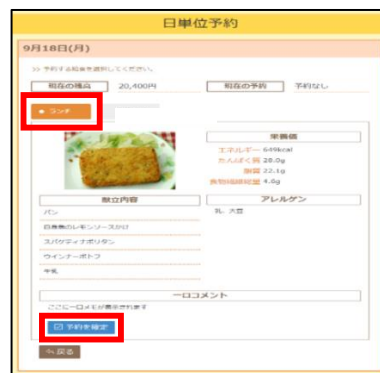 日単位予約
9月18日(月)
>> 予約する給食を選択してください。
現在の残高 20,400円 現在の予約 予約なし
ランチ
栄養価
エネルギー 649kcal
たんぱく質 28.0g
脂質 22.1g
食物繊維総量 4.6g
献立内容
パン
白身魚のレモンソースかけ
スパゲティナポリタン
ウインナーポトフ
牛乳
アレルゲン
乳、大豆
一口コメント
ここに一口メモが表示されます
予約を確定
戻る